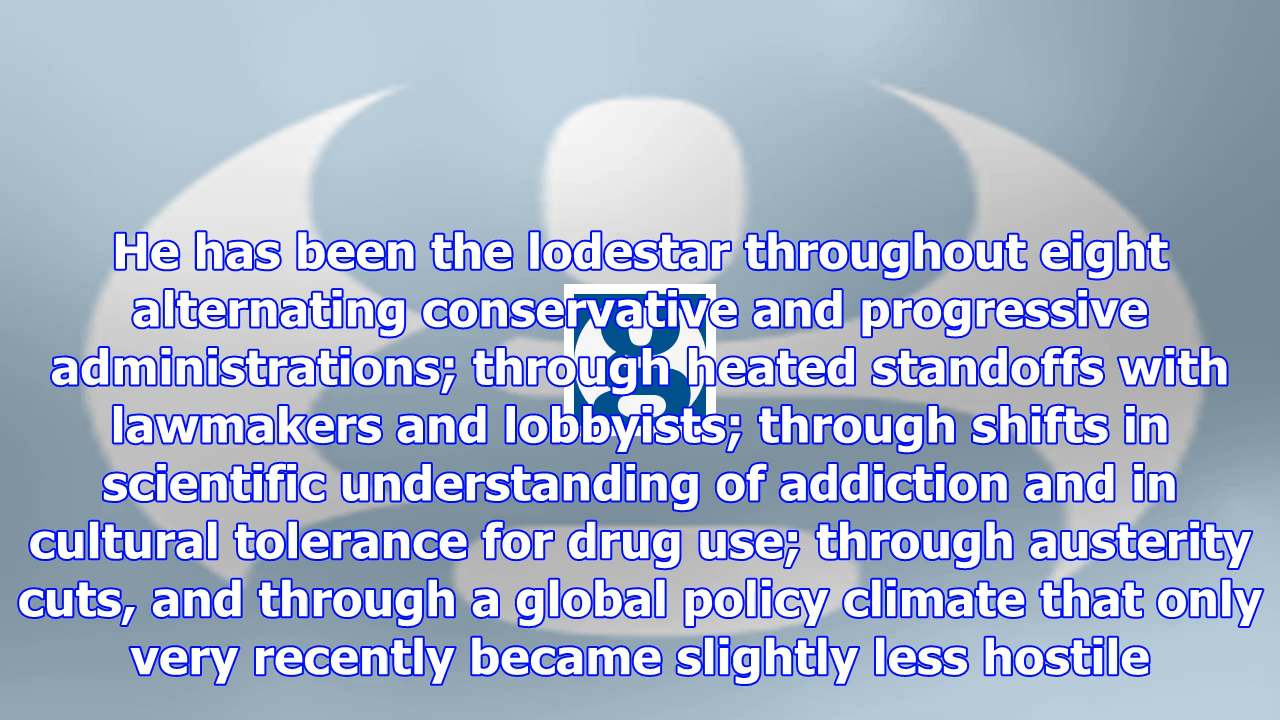 He has been the lodestar throughout eight
alternating conservative and progressive
administrations; through heated standoffs with
lawmakers and lobbyists; through shifts in
scientific understanding of addiction and in
cultural tolerance for drug use; through austerity
cuts, and through a global policy climate that only
very recently became slightly less hostile